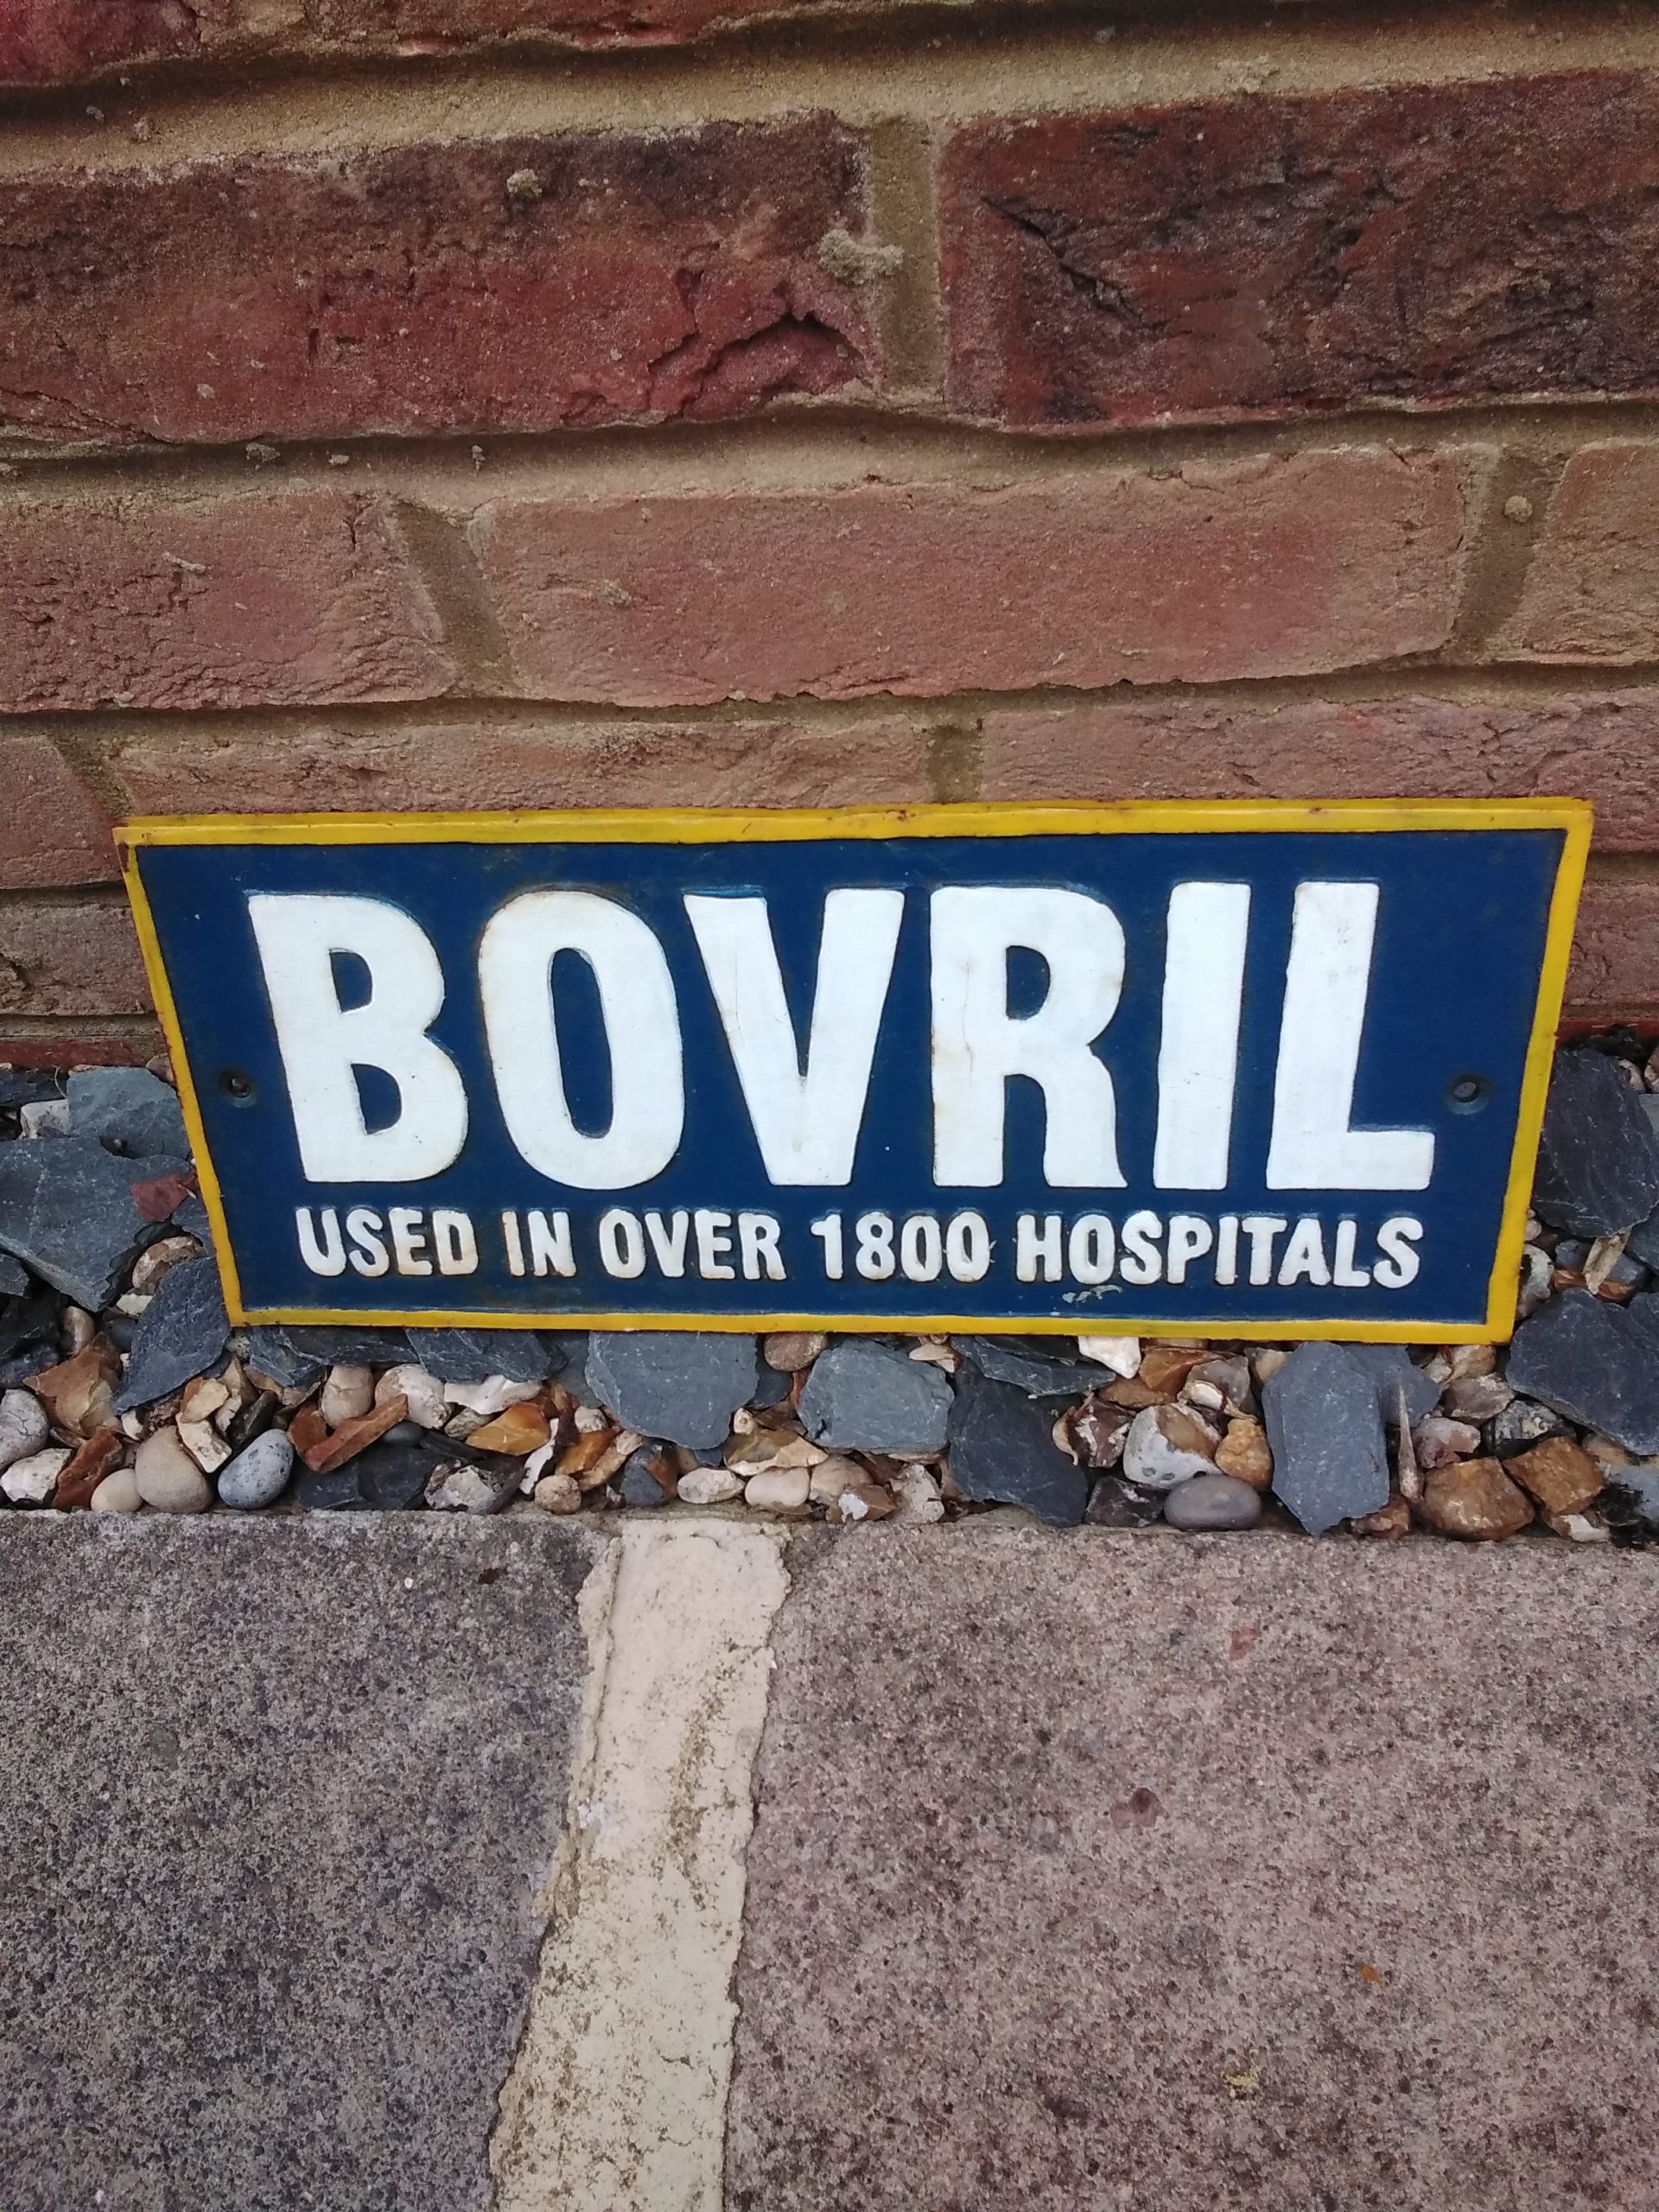 BOVRIL
USED IN OVER 1800 HOSPITALS